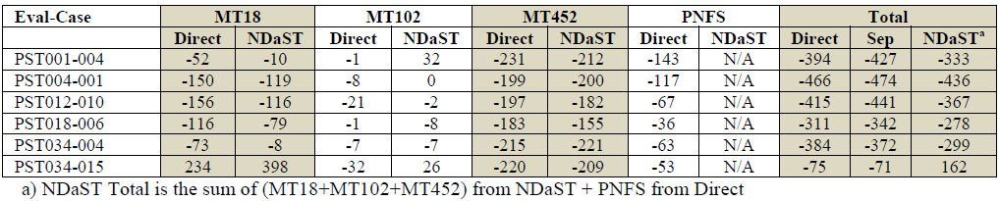 Eval-Case MT18 MT102 MT452 PNFS Total
Direct NDaST Direct NDaST Direct NDaST Direct NDaST Direct Sep NDaSTa
PST001-004 -52 -10 -1 32 -231 -212 -143 N/A -394 -427 -333
PST004-001 -150 -119 -8 0 -199 -200 -117 N/A -466 -474 -436
PST012-010 -156 -116 -21 -2 -197 -182 -67 N/A -415 -441 -367
PST018-006 -116 -79 -1 -8 -183 -155 -36 N/A -311 -342 -278
PST034-004 -73 -8 -7 -7 -215 -221 -63 N/A -384 -372 -299
PST034-015 234 398 -32 26 -220 -209 -53 N/A -75 -71 162
a) NDaST Total is the sum of (MT18+MT102+MT452) from NDaST + PNFS from Direct